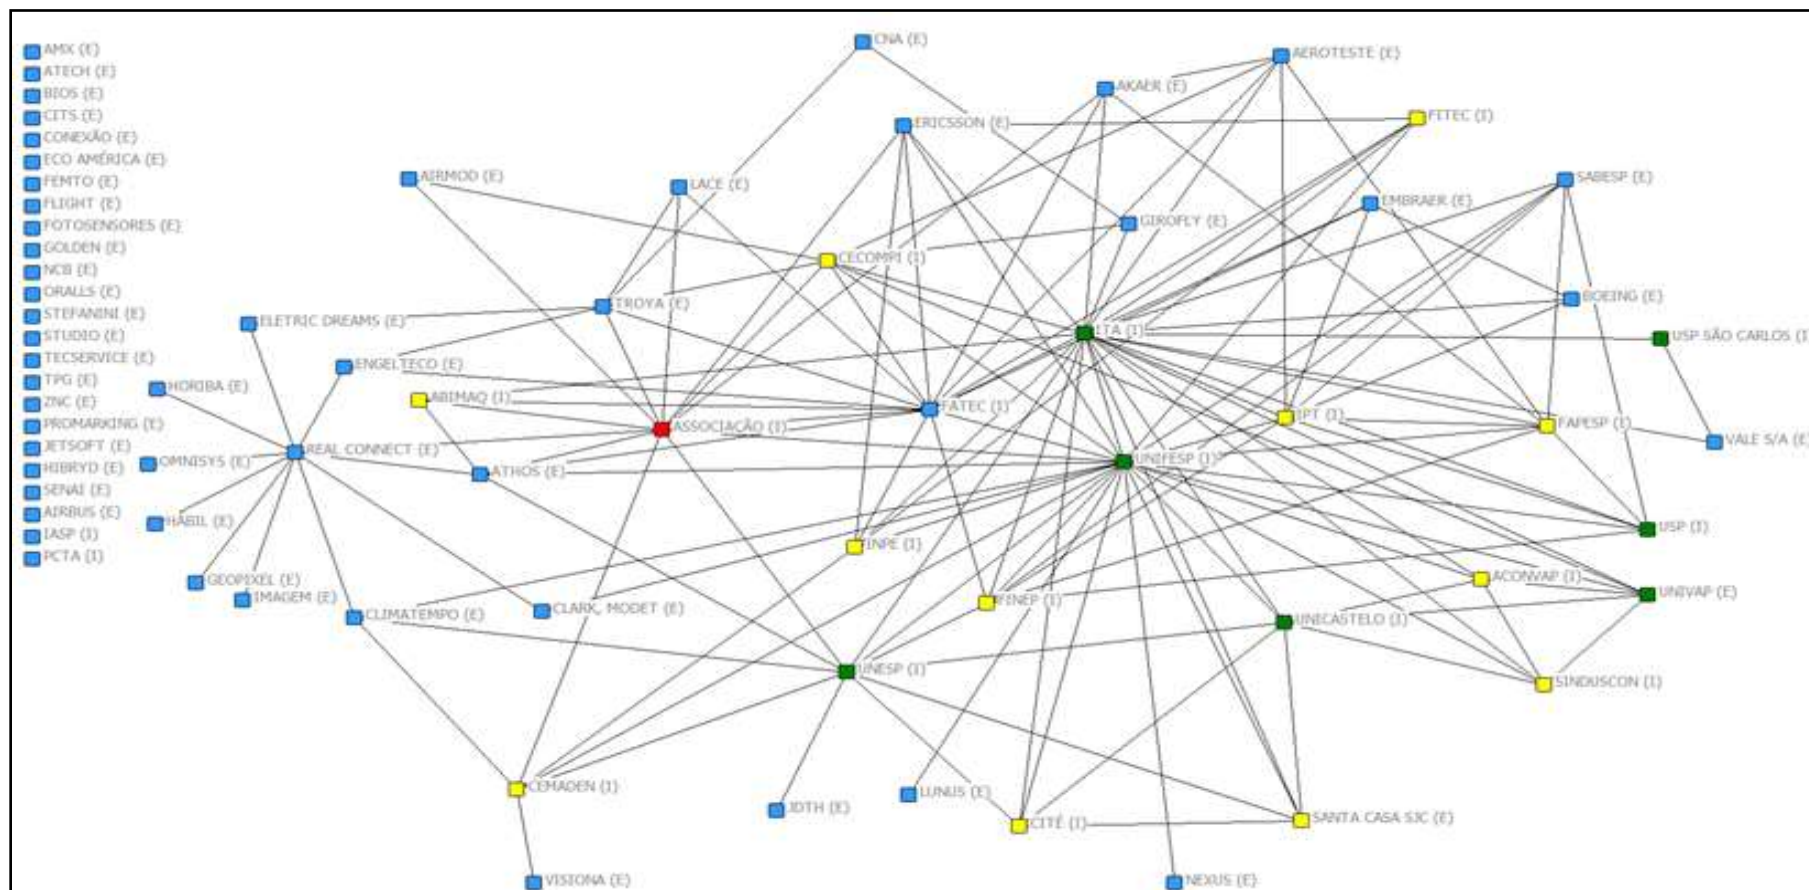 AMX (E)
ATECH (E)
BIOS (E)
CITS (E)
CONEXÃO (E)
ECO AMÉRICA (E)
FEMTO (E)
FLIGHT (E)
FOTOSENSORES (E)
GOLDEN (E)
NCB (E)
ORALLS (E)
STEFANINI (E)
STUDIO (E)
TECSERVICE (E)
TPG (E)
ZNC (E)
PROMARKING (E)
JETSOFT (E)
HIBRYD (E)
SENAI (E)
AIRBUS (E)
IASP (I)
PCTA (I)
CNA (E)
AEROTESTE (E)
AKAER (E)
ERICSSON (E)
FITEC (I)
AIRMOD (E)
LACE (E)
SABESP (E)
EMBRAER (E)
GIROFLY (E)
CECOMPI (I)
TROYA (E)
BOEING (E)
ELETRIC DREAMS (E)
ITA (I)
USP SÃO CARLOS (I
ENGELTECO (E)
HORIBA (E)
ABIMAQ (I)
FATEC (I)
IPT (I)
ASSOCIAÇÃO (I)
FAPESP (I)
VALE S/A (E)
REAL CONNECT (E)
OMNISYS (E)
UNIFESP (I)
ATHOS (E)
HÁBIL (E)
USP (I)
INPE (I)
GEOPIXEL (E)
IMAGEM (E)
ACONVAP (I)
UNIVAP (E)
FINEP (I)
CLARK, MODET (E)
CLIMATEMPO (E)
UNICASTELO (I)
UNESP (I)
SINDUSCON (I)
CEMADEN (I)
LUNUS (E)
JDTH (E)
CITÉ (I)
SANTA CASA SJC (E)
VISIONA (E)
NEXUS (E)